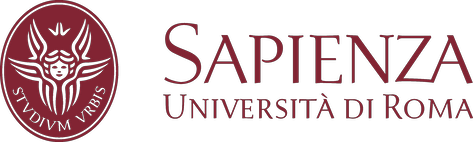 STVDIVM VRBIS
SAPIENZA
UNIVERSITÀ DI ROMA